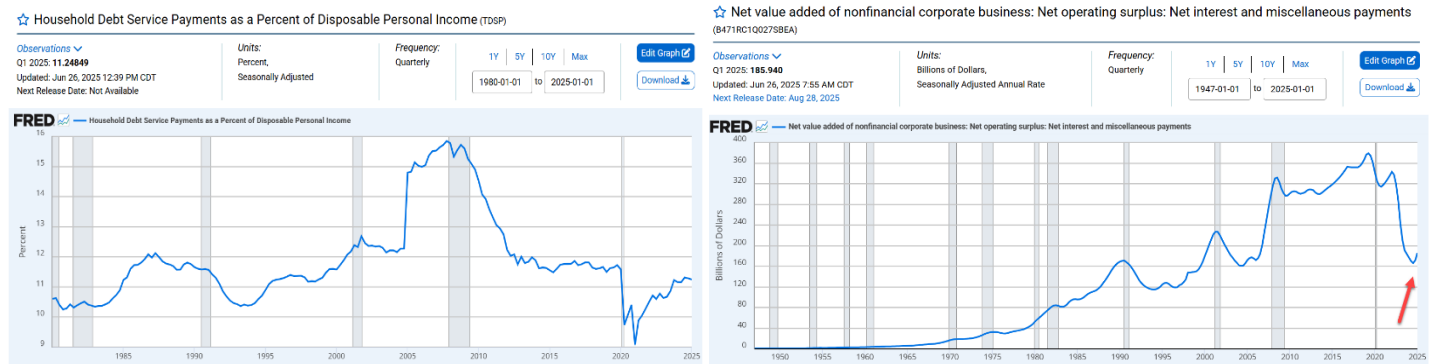 ☆ Household Debt Service Payments as a Percent of Disposable Personal Income (TDSP)
Observations
Q1 2025: 11.24849
Updated: Jun 26, 2025 12:39 PM CDT
Next Release Date: Not Available
Units:
Percent,
Seasonally Adjusted
Frequency:
Quarterly
1Y | 5Y | 10Y | Max
1980-01-01 to 2025-01-01
Edit Graph
Download
FRED
Household Debt Service Payments as a Percent of Disposable Personal Income
Percent
16
15
14
13
12
11
10
9
1985 1990 1995 2000 2005 2010 2015 2020 2025
☆ Net value added of nonfinancial corporate business: Net operating surplus: Net interest and miscellaneous payments
(B471RC1Q027SBEA)
Observations
Q1 2025: 185.940
Updated: Jun 26, 2025 7:55 AM CDT
Next Release Date: Aug 28, 2025
Units:
Billions of Dollars,
Seasonally Adjusted Annual Rate
Frequency:
Quarterly
1Y | 5Y | 10Y | Max
1947-01-01 to 2025-01-01
Edit Graph
Download
FRED
Net value added of nonfinancial corporate business: Net operating surplus: Net interest and miscellaneous payments
Billions of Dollars
400
360
320
280
240
200
160
120
80
40
0
1950 1955 1960 1965 1970 1975 1980 1985 1990 1995 2000 2005 2010 2015 2020 2025